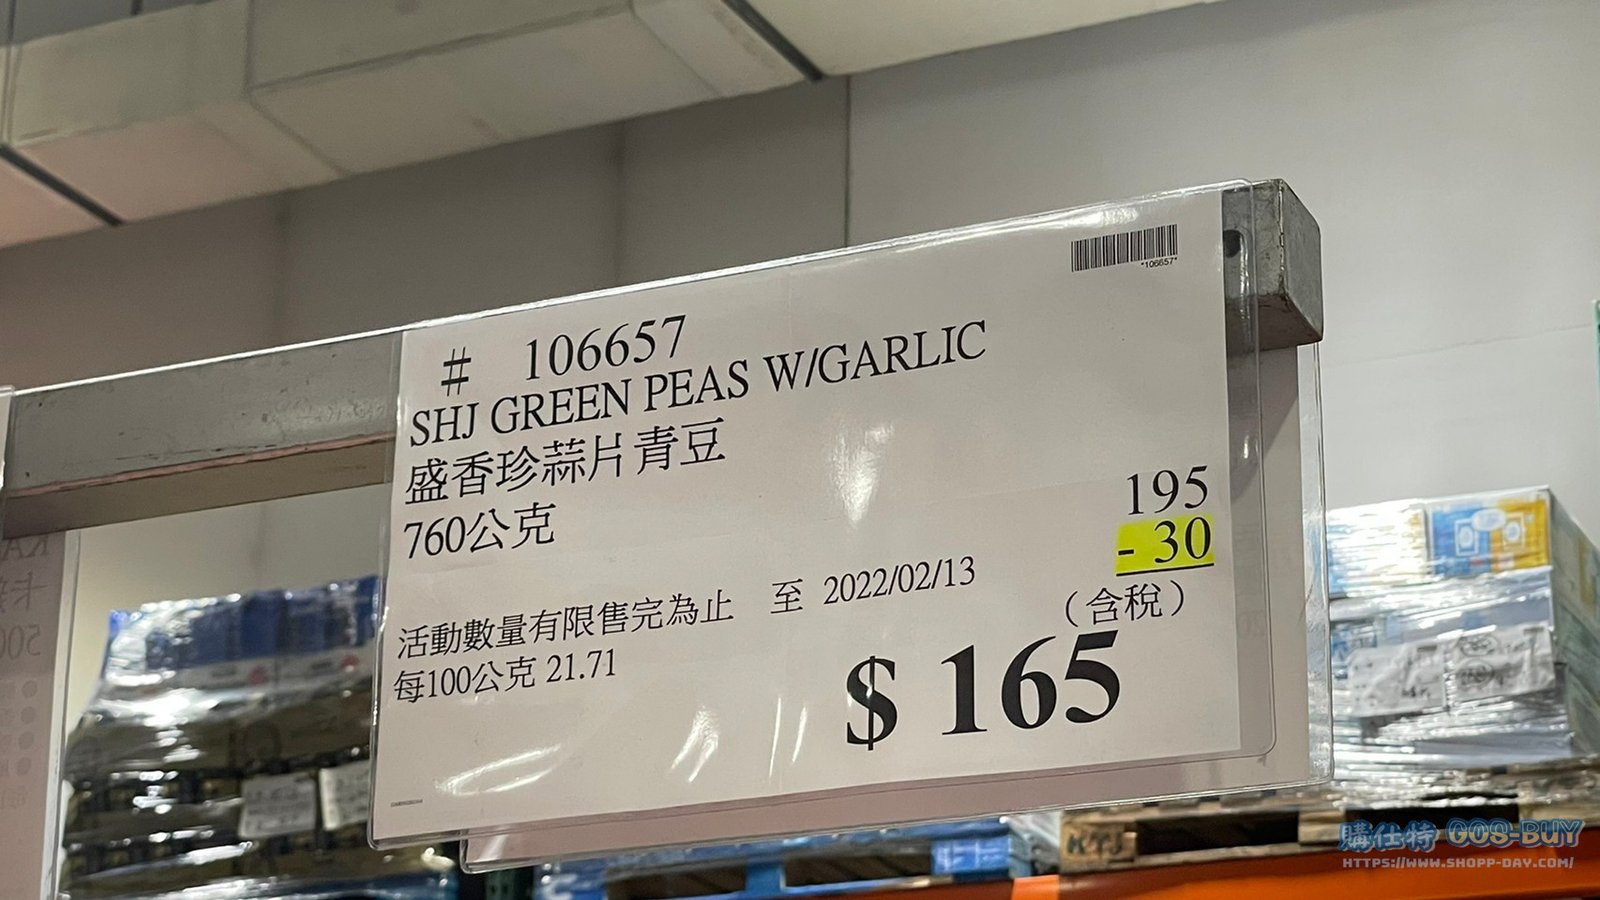 *106657*
# 106657
SHJ GREEN PEAS W/GARLIC
盛香珍蒜片青豆
760公克
195
- 30
活動數量有限售完為止 至 2022/02/13
(含稅)
每100公克 21.71
$ 165
購仕特 GOS-BUY
HTTPS://WWW.SHOPP-DAY.COM/